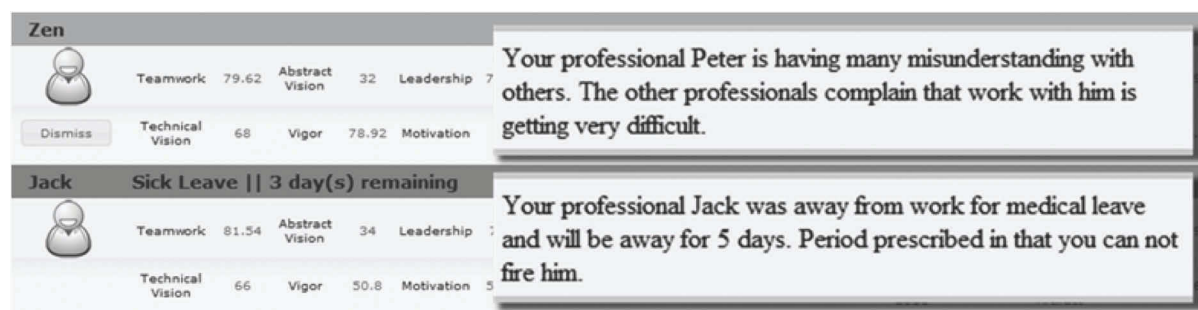 Zen
Your professional Peter is having many misunderstanding with
others. The other professionals complain that work with him is
getting very difficult.
Teamwork 79.62 Abstract Vision 32 Leadership 7
Dismiss Technical Vision 68 Vigor 78.92 Motivation
Jack Sick Leave || 3 day(s) remaining
Your professional Jack was away from work for medical leave
and will be away for 5 days. Period prescribed in that you can not
fire him.
Teamwork 81.54 Abstract Vision 34 Leadership
Technical Vision 66 Vigor 50.8 Motivation 5